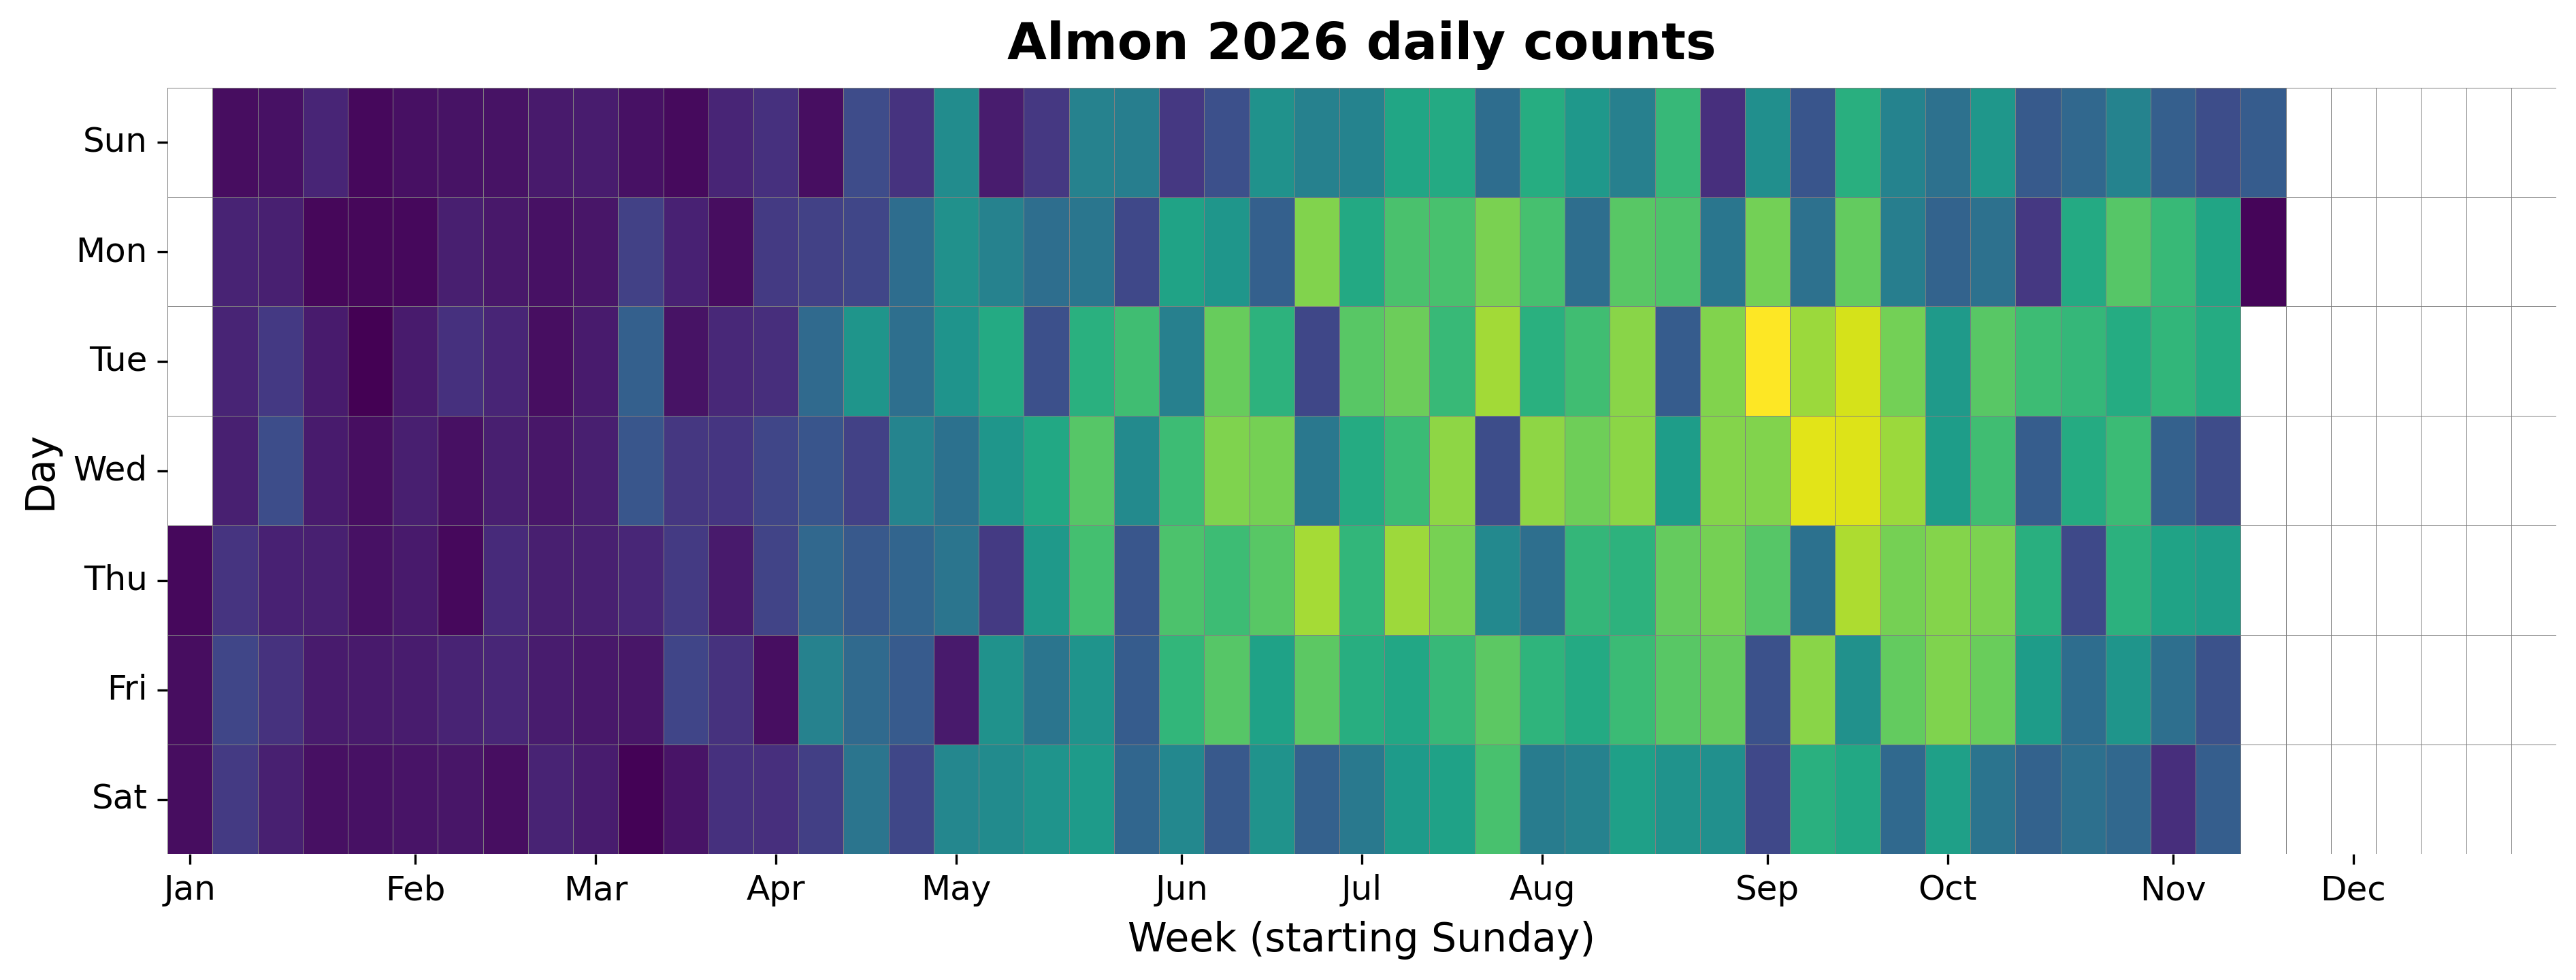 Almon 2026 daily counts
Day
Sun
Mon
Tue
Wed
Thu
Fri
Sat
Jan Feb Mar Apr May Jun Jul Aug Sep Oct Nov Dec
Week (starting Sunday)